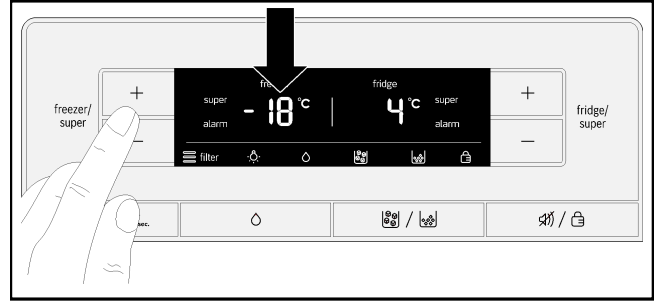 fre
fridge
super
- 18 °C
4 °C
super
alarm
alarm
freezer/
super
+
−
+
−
fridge/
super
filter
sec.
/
/